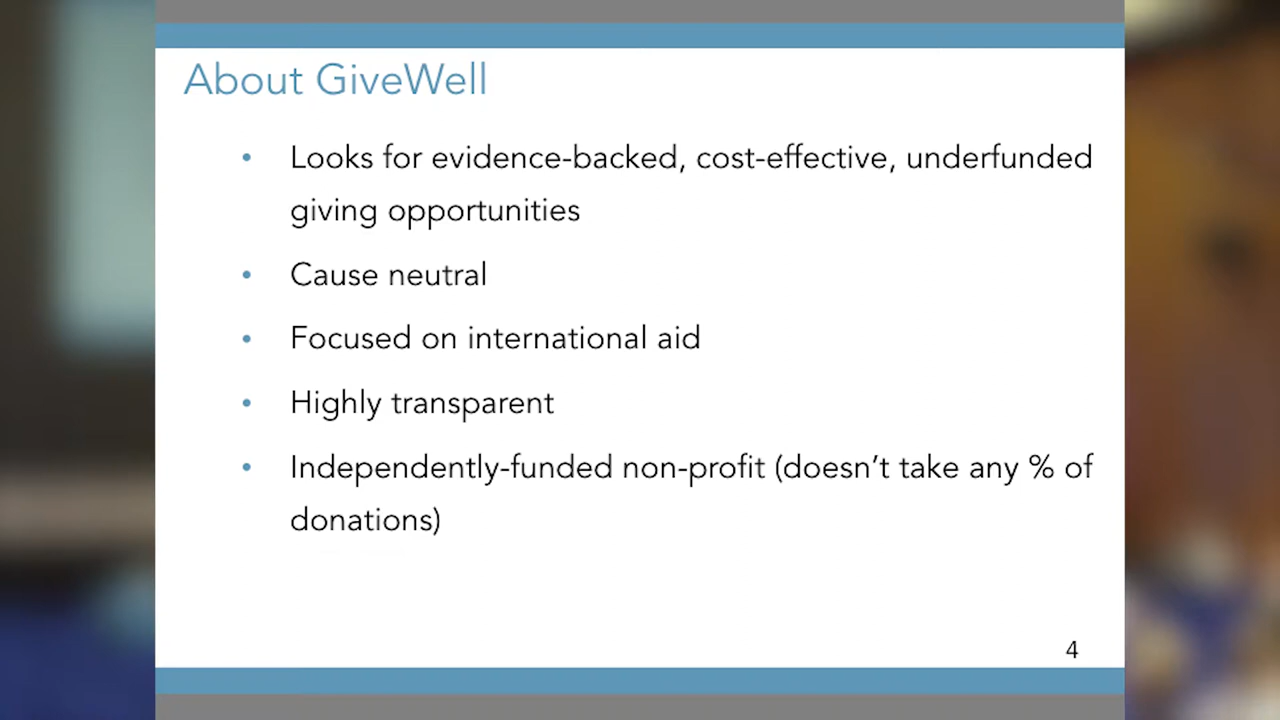 About GiveWell
• Looks for evidence-backed, cost-effective, underfunded
giving opportunities
• Cause neutral
• Focused on international aid
• Highly transparent
• Independently-funded non-profit (doesn’t take any % of
donations)
4